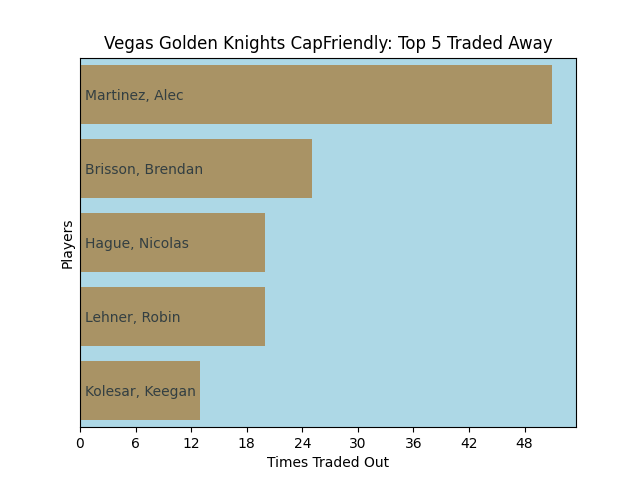 Vegas Golden Knights CapFriendly: Top 5 Traded Away
Players
Martinez, Alec
Brisson, Brendan
Hague, Nicolas
Lehner, Robin
Kolesar, Keegan
0 6 12 18 24 30 36 42 48
Times Traded Out